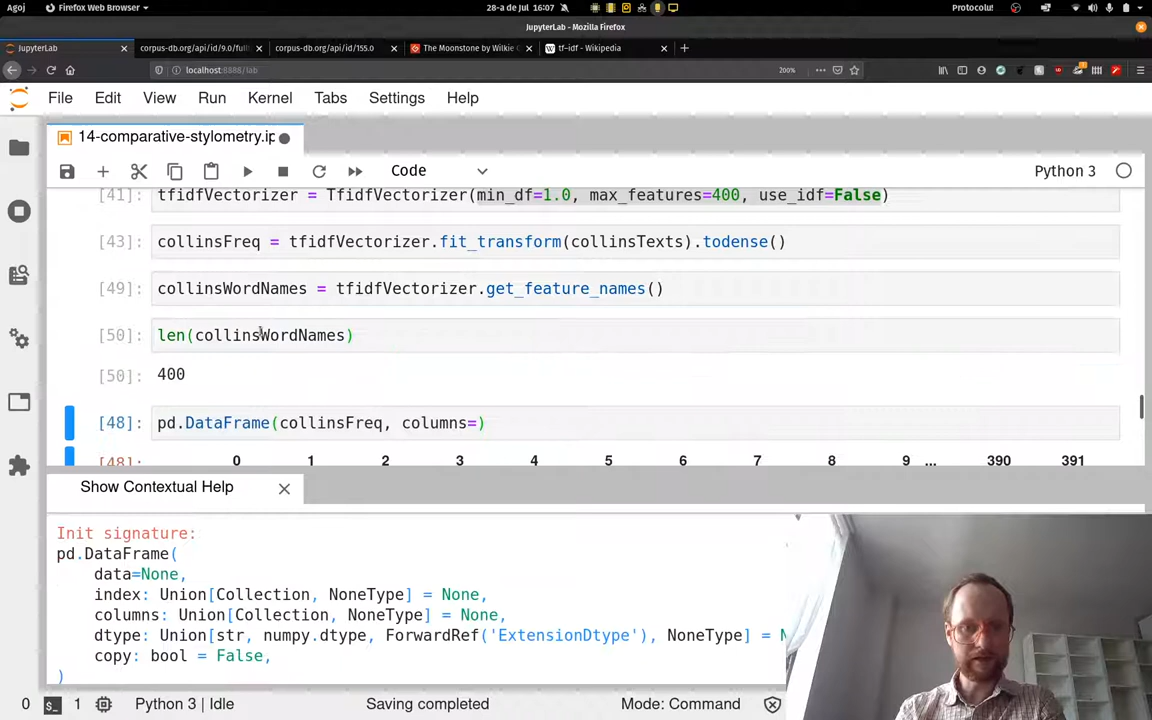 Agoj Firefox Web Browser 28-a de Jul 16:07 Protocolu
JupyterLab - Mozilla Firefox
JupyterLab corpus-db.org/api/id/9.0/full corpus-db.org/api/id/155.0 The Moonstone by Wilkie tf-idf - Wikipedia
localhost:8888/lab 200%
File Edit View Run Kernel Tabs Settings Help
14-comparative-stylometry.ip
Code Python 3
[41]: tfidfVectorizer = TfidfVectorizer(min_df=1.0, max_features=400, use_idf=False)
[43]: collinsFreq = tfidfVectorizer.fit_transform(collinsTexts).todense()
[49]: collinsWordNames = tfidfVectorizer.get_feature_names()
[50]: len(collinsWordNames)
[50]: 400
[48]: pd.DataFrame(collinsFreq, columns=)
[48]: 0 1 2 3 4 5 6 7 8 9 ... 390 391
Show Contextual Help
Init signature:
pd.DataFrame(
data=None,
index: Union[Collection, NoneType] = None,
columns: Union[Collection, NoneType] = None,
dtype: Union[str, numpy.dtype, ForwardRef('ExtensionDtype'), NoneType] = N
copy: bool = False,
)
0 1 Python 3 | Idle Saving completed Mode: Command